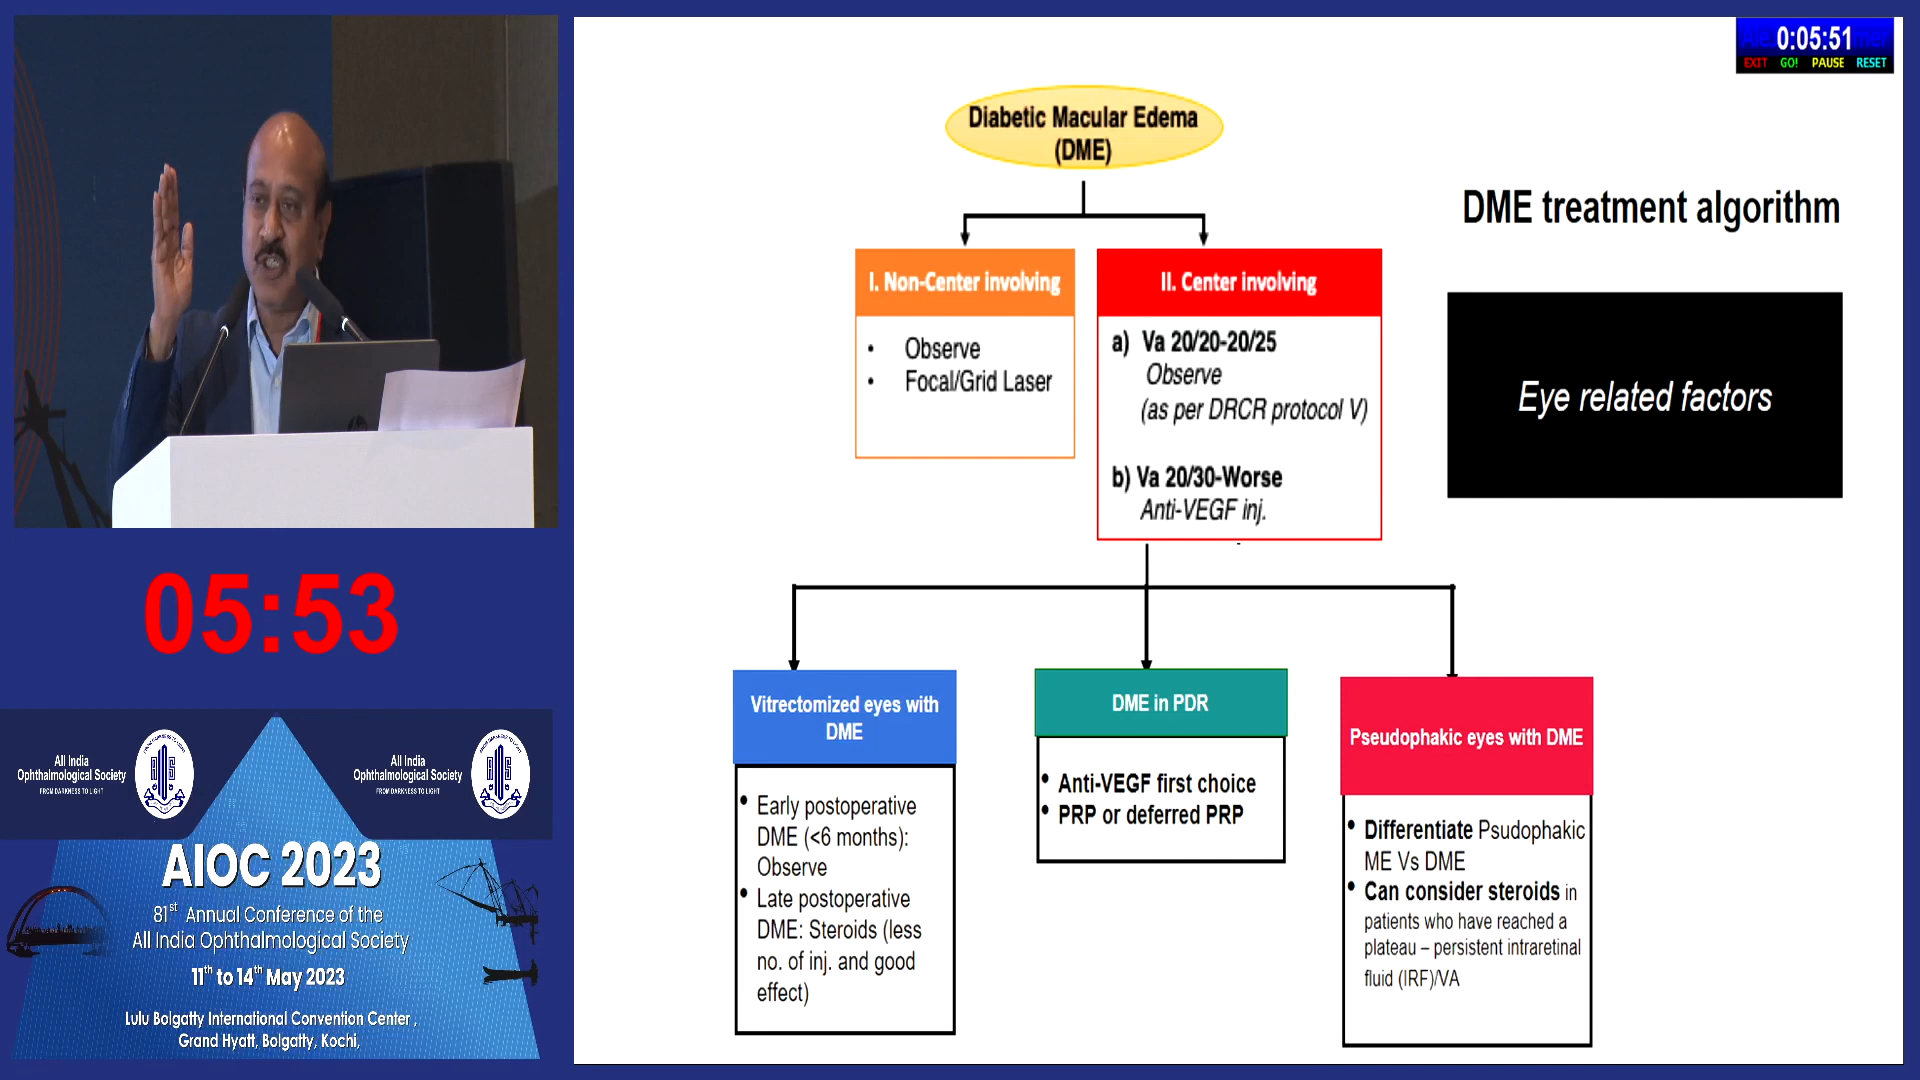 0:05:51
EXIT GO! PAUSE RESET
Diabetic Macular Edema
(DME)
DME treatment algorithm
I. Non-Center involving
• Observe
• Focal/Grid Laser
II. Center involving
a) Va 20/20-20/25
Observe
(as per DRCR protocol V)
b) Va 20/30-Worse
Anti-VEGF inj.
Eye related factors
Vitrectomized eyes with
DME
• Early postoperative
DME (<6 months):
Observe
• Late postoperative
DME: Steroids (less
no. of inj. and good
effect)
DME in PDR
• Anti-VEGF first choice
• PRP or deferred PRP
Pseudophakic eyes with DME
• Differentiate Psudophakic
ME Vs DME
• Can consider steroids in
patients who have reached a
plateau – persistent intraretinal
fluid (IRF)/VA
05:53
All India
Ophthalmological Society
FROM DARKNESS TO LIGHT
All India
Ophthalmological Society
FROM DARKNESS TO LIGHT
AIOC 2023
81st Annual Conference of the
All India Ophthalmological Society
11th to 14th May 2023
Lulu Bolgatty International Convention Center ,
Grand Hyatt, Bolgatty, Kochi,